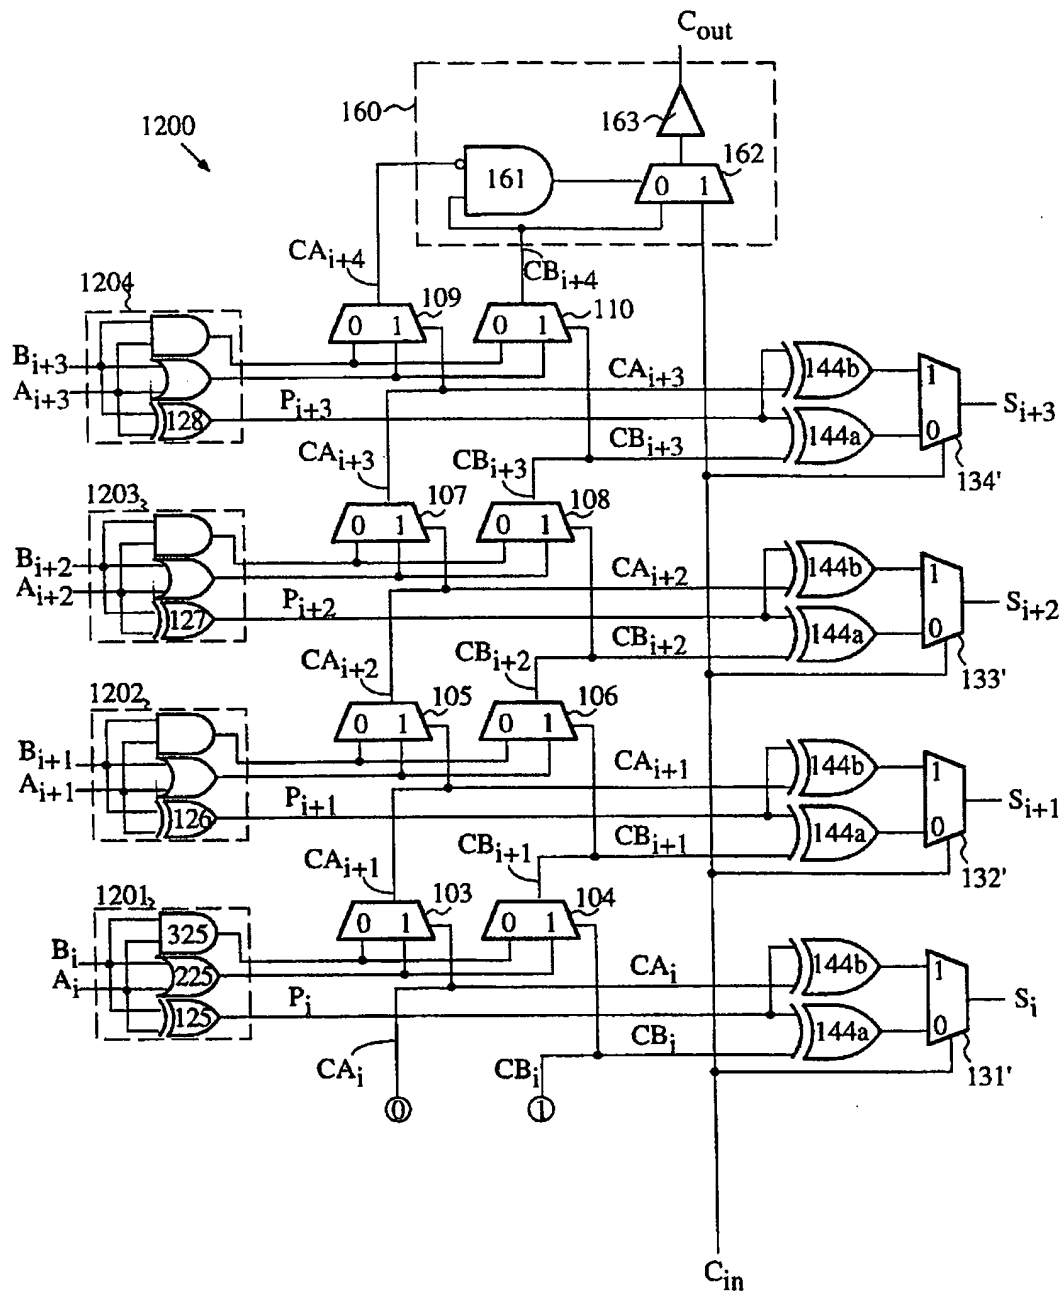 C_out
160
163
1200
162
161
0 1
CA_i+4
CB_i+4
1204
109
110
0 1
0 1
B_i+3
A_i+3
128
P_i+3
CA_i+3
144b
1
S_i+3
CB_i+3
144a
0
134'
CA_i+3
CB_i+3
1203
107
108
0 1
0 1
B_i+2
A_i+2
127
P_i+2
CA_i+2
144b
1
S_i+2
CB_i+2
144a
0
133'
CA_i+2
CB_i+2
1202
105
106
0 1
0 1
B_i+1
A_i+1
126
P_i+1
CA_i+1
144b
1
S_i+1
CB_i+1
144a
0
132'
CA_i+1
CB_i+1
1201
103
104
325
0 1
0 1
B_i
A_i
225
125
P_i
CA_i
144b
1
S_i
CB_i
144a
0
131'
CA_i
CB_i
0
1
C_in